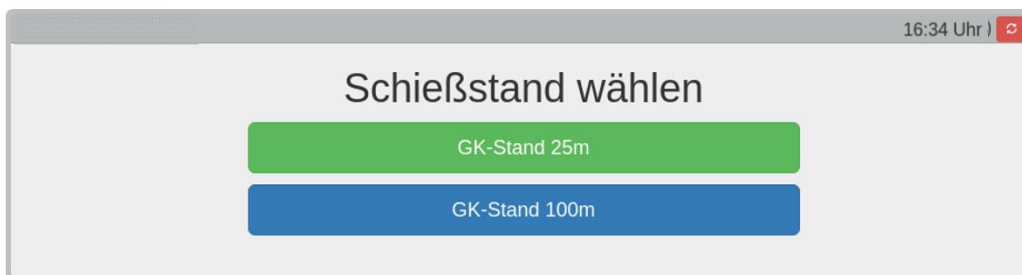 16:34 Uhr )
Schießstand wählen
GK-Stand 25m
GK-Stand 100m